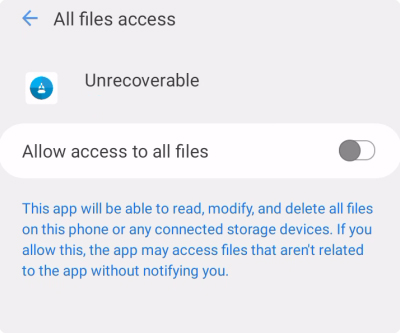 All files access
Unrecoverable
Allow access to all files
This app will be able to read, modify, and delete all files
on this phone or any connected storage devices. If you
allow this, the app may access files that aren't related
to the app without notifying you.